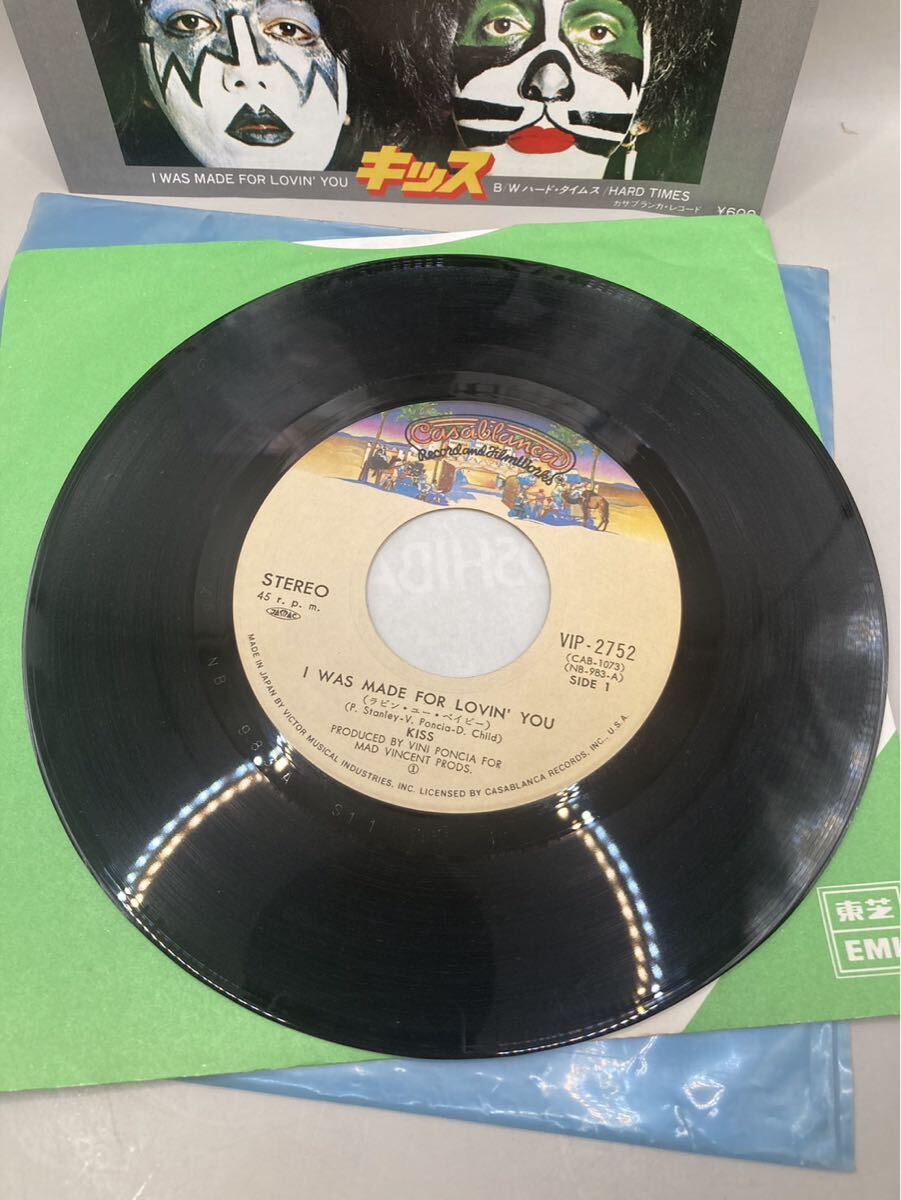 I WAS MADE FOR LOVIN' YOU
キッス
B/W ハード・タイムス/HARD TIMES
カサブランカ・レコード
¥600
Casablanca
Record and FilmWorks
STEREO
45 r. p. m.
JASRAC
VIP-2752
(CAB-1073)
(NB-983-A)
SIDE 1
I WAS MADE FOR LOVIN' YOU
(ラビン・ユー・ベイビー)
(P. Stanley-V. Poncia-D. Child)
KISS
PRODUCED BY VINI PONCIA FOR
MAD VINCENT PRODS.
①
MADE IN JAPAN BY VICTOR MUSICAL INDUSTRIES, INC. LICENSED BY CASABLANCA RECORDS, INC., U.S.A.
東芝
EMI